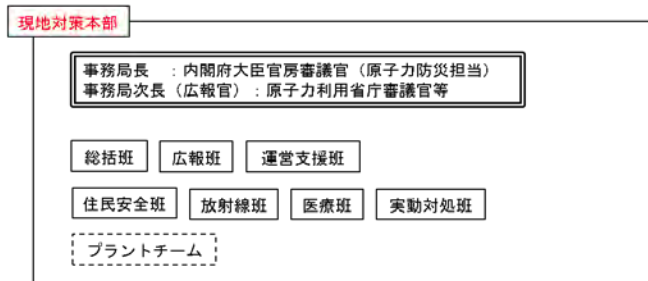 現地対策本部
事務局長　：内閣府大臣官房審議官（原子力防災担当）
事務局次長（広報官）：原子力利用省庁審議官等
総括班　広報班　運営支援班
住民安全班　放射線班　医療班　実動対処班
プラントチーム